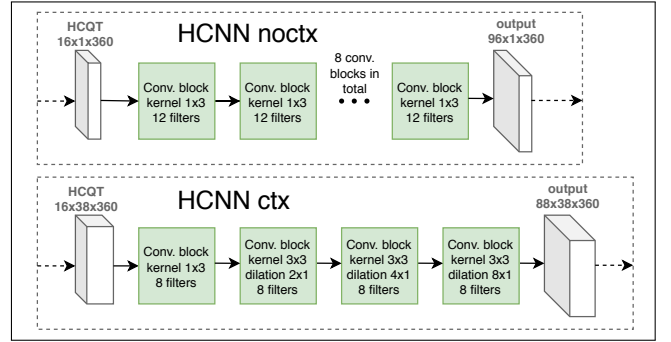 HCNN noctx
HCQT
16x1x360
Conv. block
kernel 1x3
12 filters
Conv. block
kernel 1x3
12 filters
8 conv.
blocks in
total
Conv. block
kernel 1x3
12 filters
output
96x1x360
HCNN ctx
HCQT
16x38x360
Conv. block
kernel 1x3
8 filters
Conv. block
kernel 3x3
dilation 2x1
8 filters
Conv. block
kernel 3x3
dilation 4x1
8 filters
Conv. block
kernel 3x3
dilation 8x1
8 filters
output
88x38x360